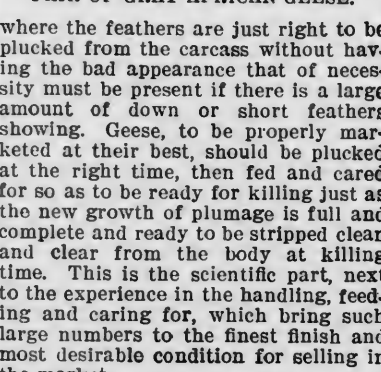 where the feathers are just right to be
plucked from the carcass without hav-
ing the bad appearance that of neces-
sity must be present if there is a large
amount of down or short feathers
showing. Geese, to be properly mar-
keted at their best, should be plucked
at the right time, then fed and cared
for so as to be ready for killing just as
the new growth of plumage is full and
complete and ready to be stripped clear
and clear from the body at killing
time. This is the scientific part, next
to the experience in the handling, feed-
ing and caring for, which bring such
large numbers to the finest finish and
most desirable condition for selling in